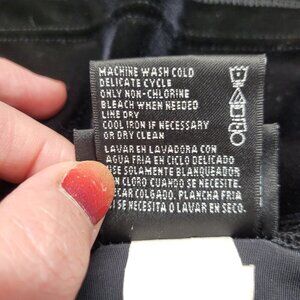 MACHINE WASH COLD
DELICATE CYCLE
ONLY NON-CHLORINE
BLEACH WHEN NEEDED
LINE DRY
COOL IRON IF NECESSARY
OR DRY CLEAN
LAVAR EN LAVADORA CON
AGUA FRIA EN CICLO DELICADO
USE SOLAMENTE BLANQUEADOR
CLORO CUANDO SE NECESITE.
COLGADO. PLANCHA FRIA
SI SE NECESITA O LAVAR EN SECO.